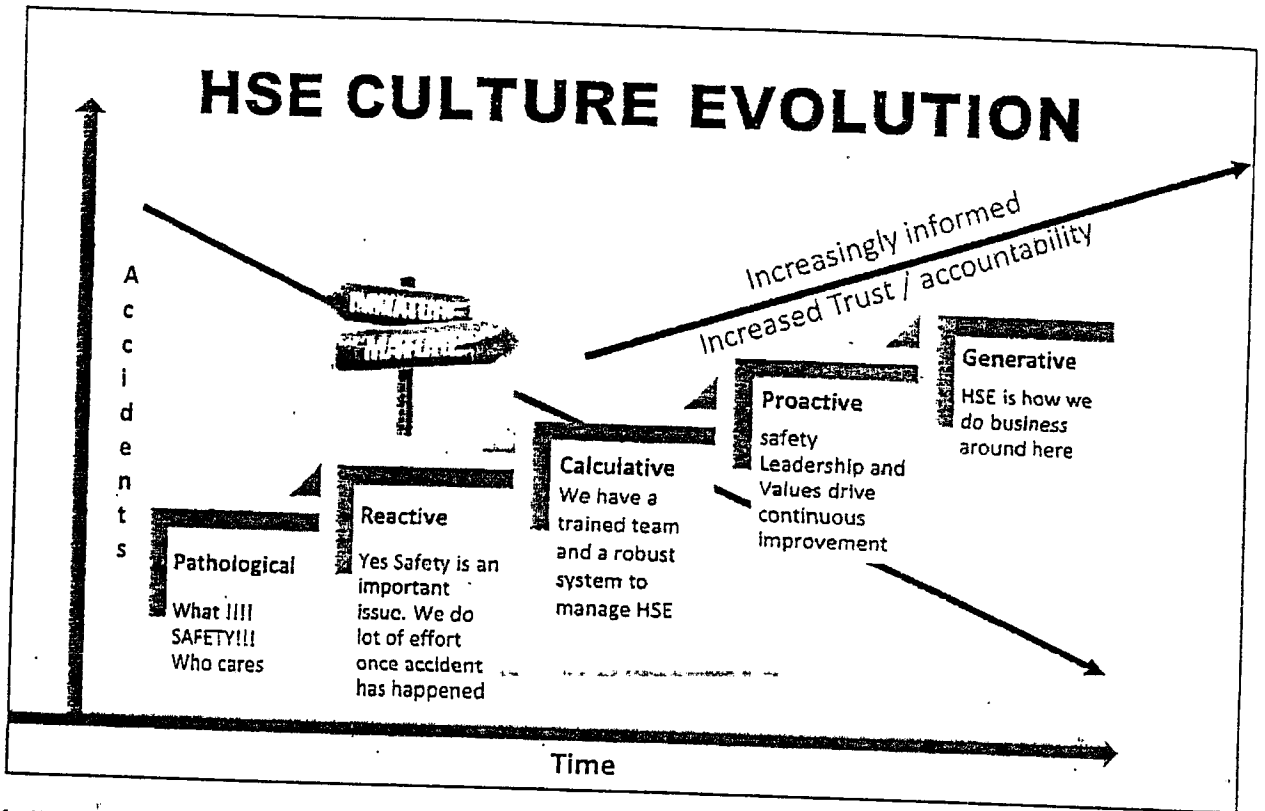 HSE CULTURE EVOLUTION
Accidents
Increasingly informed
Increased Trust / accountability
Generative
HSE is how we
do business
around here
Proactive
safety
Leadership and
Values drive
continuous
improvement
Calculative
We have a
trained team
and a robust
system to
manage HSE
Reactive
Yes Safety is an
important
issue. We do
lot of effort
once accident
has happened
Pathological
What !!!!
SAFETY!!!
Who cares
Time